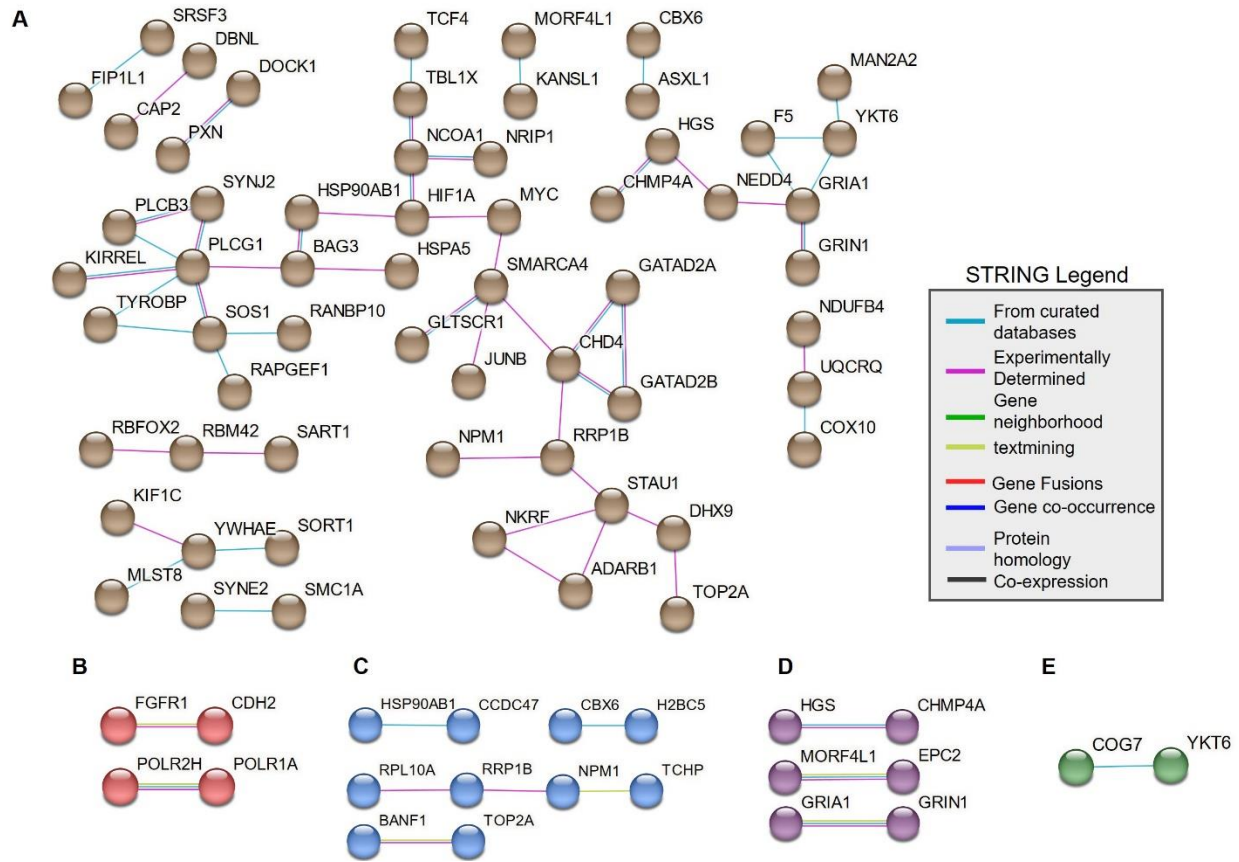 A
SRSF3
DBNL
FIP1L1
DOCK1
CAP2
PXN
TCF4
MORF4L1
CBX6
TBL1X
KANSL1
ASXL1
MAN2A2
NCOA1
NRIP1
HGS
F5
YKT6
CHMP4A
NEDD4
GRIA1
SYNJ2
HSP90AB1
HIF1A
MYC
PLCB3
GRIN1
PLCG1
BAG3
HSPA5
KIRREL
SMARCA4
GATAD2A
TYROBP
SOS1
RANBP10
GLTSCR1
CHD4
NDUFB4
JUNB
RAPGEF1
GATAD2B
UQCRQ
RBFOX2
RBM42
SART1
NPM1
RRP1B
COX10
STAU1
KIF1C
NKRF
DHX9
YWHAE
SORT1
MLST8
ADARB1
TOP2A
SYNE2
SMC1A
STRING Legend
From curated
databases
Experimentally
Determined
Gene
neighborhood
textmining
Gene Fusions
Gene co-occurrence
Protein
homology
Co-expression
B
FGFR1
CDH2
POLR2H
POLR1A
C
HSP90AB1
CCDC47
CBX6
H2BC5
RPL10A
RRP1B
NPM1
TCHP
BANF1
TOP2A
D
HGS
CHMP4A
MORF4L1
EPC2
GRIA1
GRIN1
E
COG7
YKT6